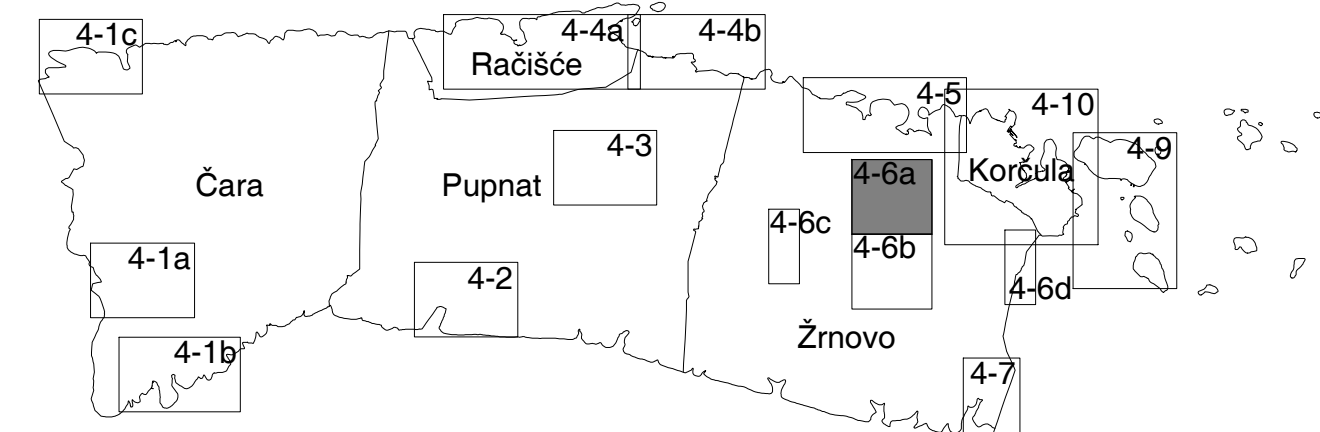 4-1c
4-4a
4-4b
Račišće
4-5
4-10
4-3
4-9
Čara
Pupnat
4-6a
Korčula
4-6c
4-6b
4-1a
4-2
4-6d
Žrnovo
4-1b
4-7